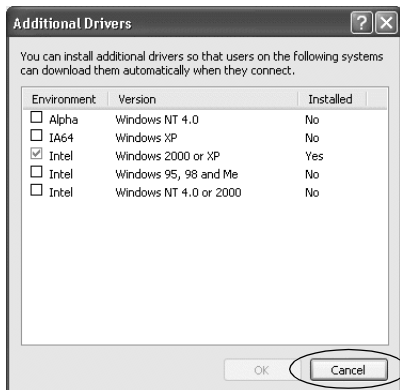 Additional Drivers
You can install additional drivers so that users on the following systems
can download them automatically when they connect.
Environment Version Installed
Alpha Windows NT 4.0 No
IA64 Windows XP No
Intel Windows 2000 or XP Yes
Intel Windows 95, 98 and Me No
Intel Windows NT 4.0 or 2000 No
OK Cancel